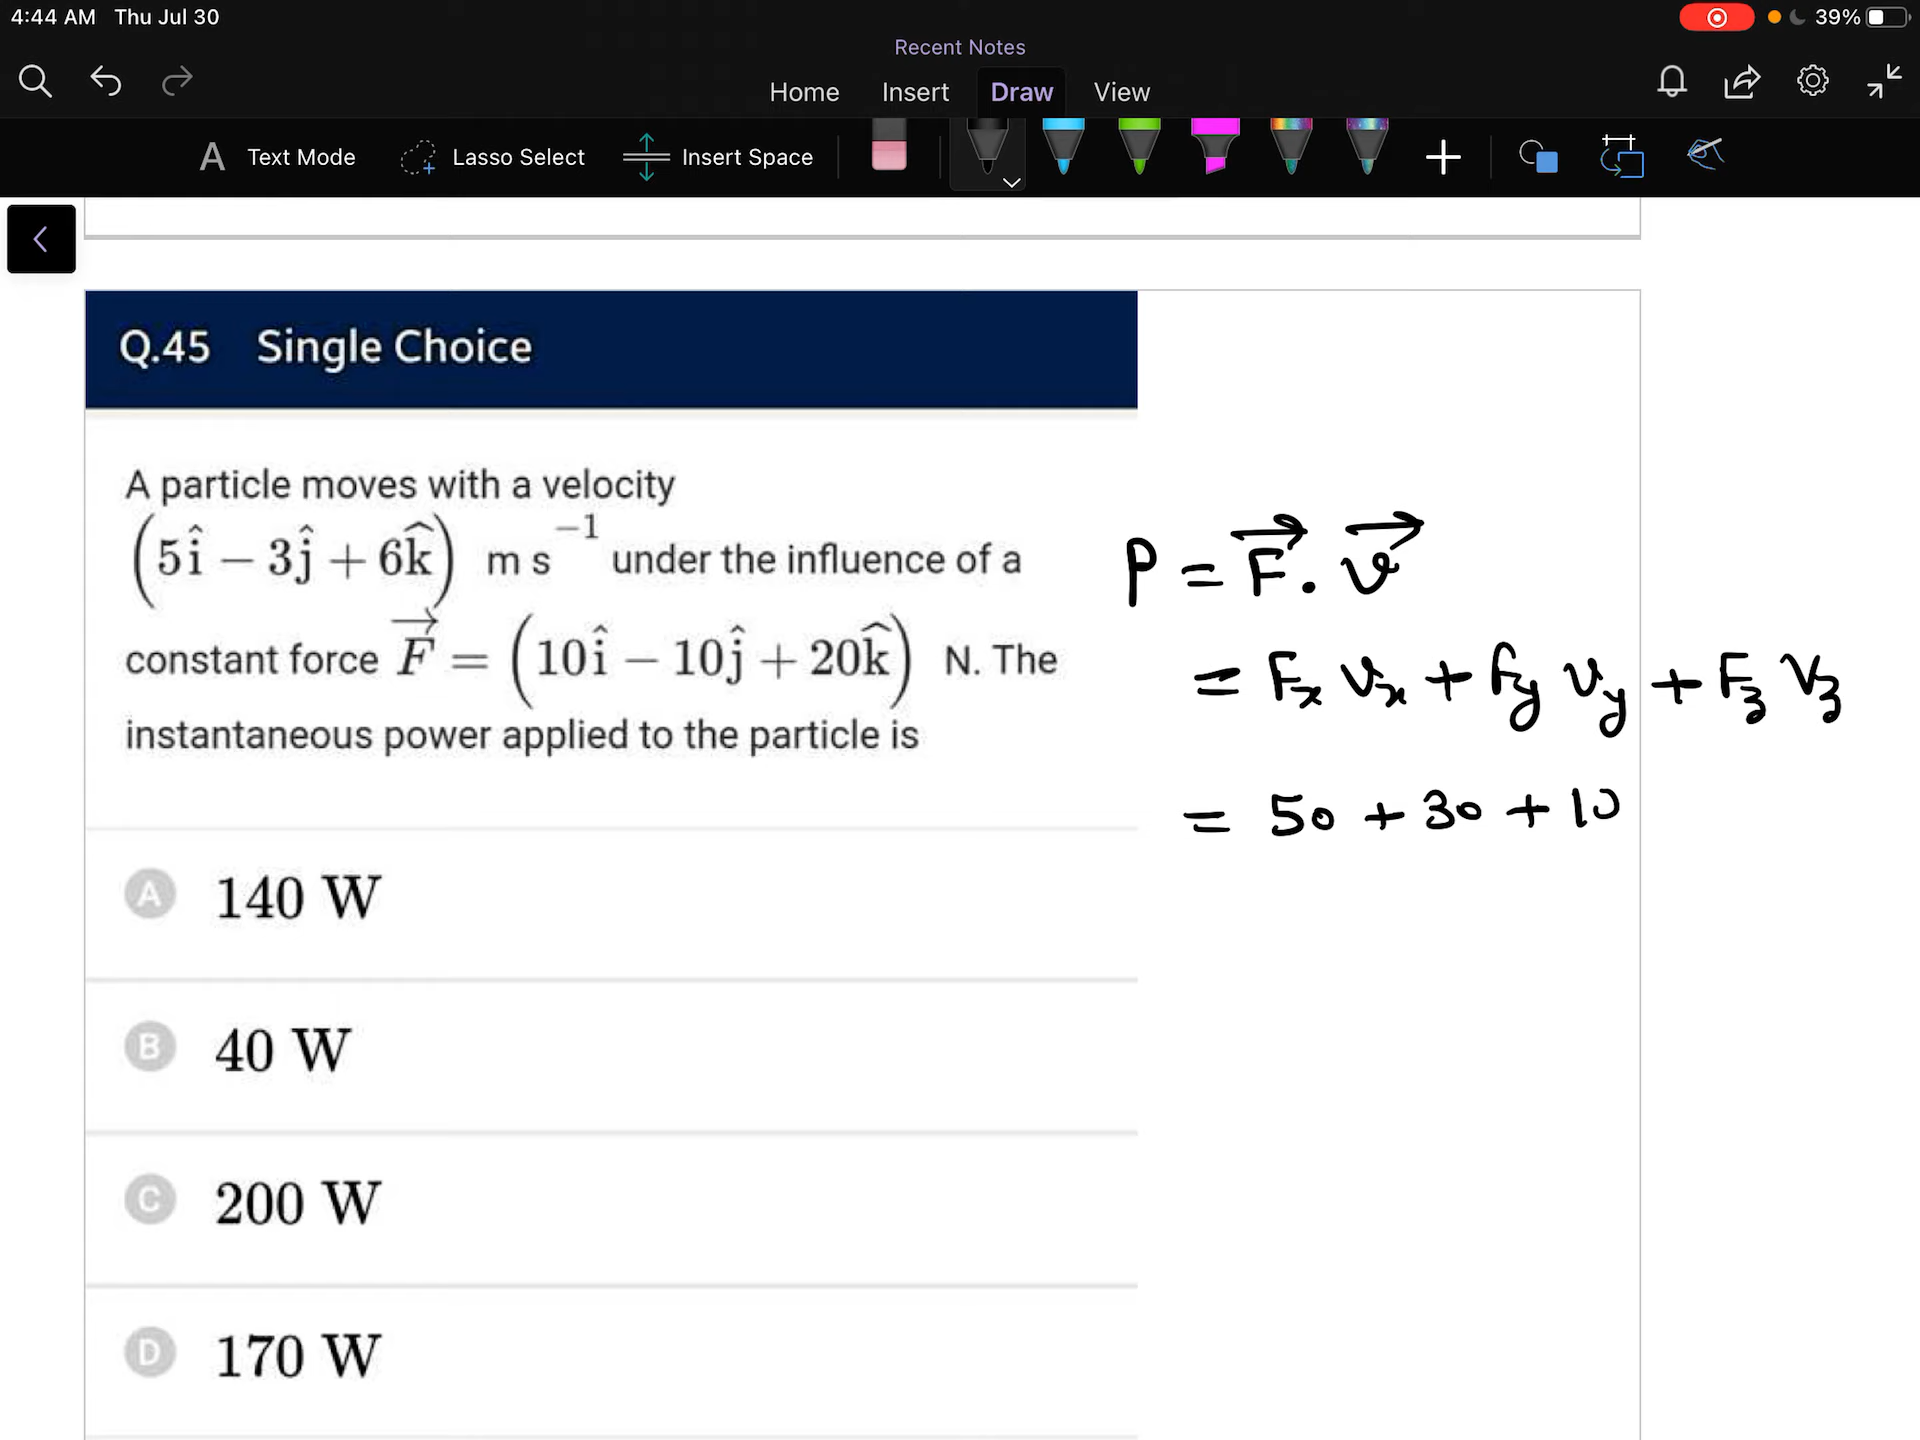 4:44 AM Thu Jul 30
39%
Recent Notes
Home Insert Draw View
A Text Mode Lasso Select Insert Space
Q.45 Single Choice
A particle moves with a velocity
(5î − 3ĵ + 6k̂) m s⁻¹ under the influence of a
constant force F⃗ = (10î − 10ĵ + 20k̂) N. The
instantaneous power applied to the particle is
A 140 W
B 40 W
C 200 W
D 170 W
P = F⃗ . v⃗
= Fx vx + Fy vy + Fz Vz
= 50 + 30 + 10